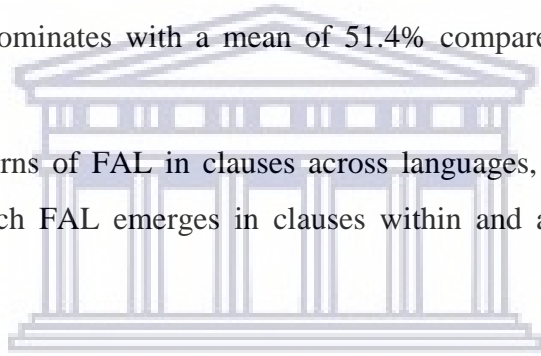 ominates with a mean of 51.4% compare
rns of FAL in clauses across languages,
ch FAL emerges in clauses within and a